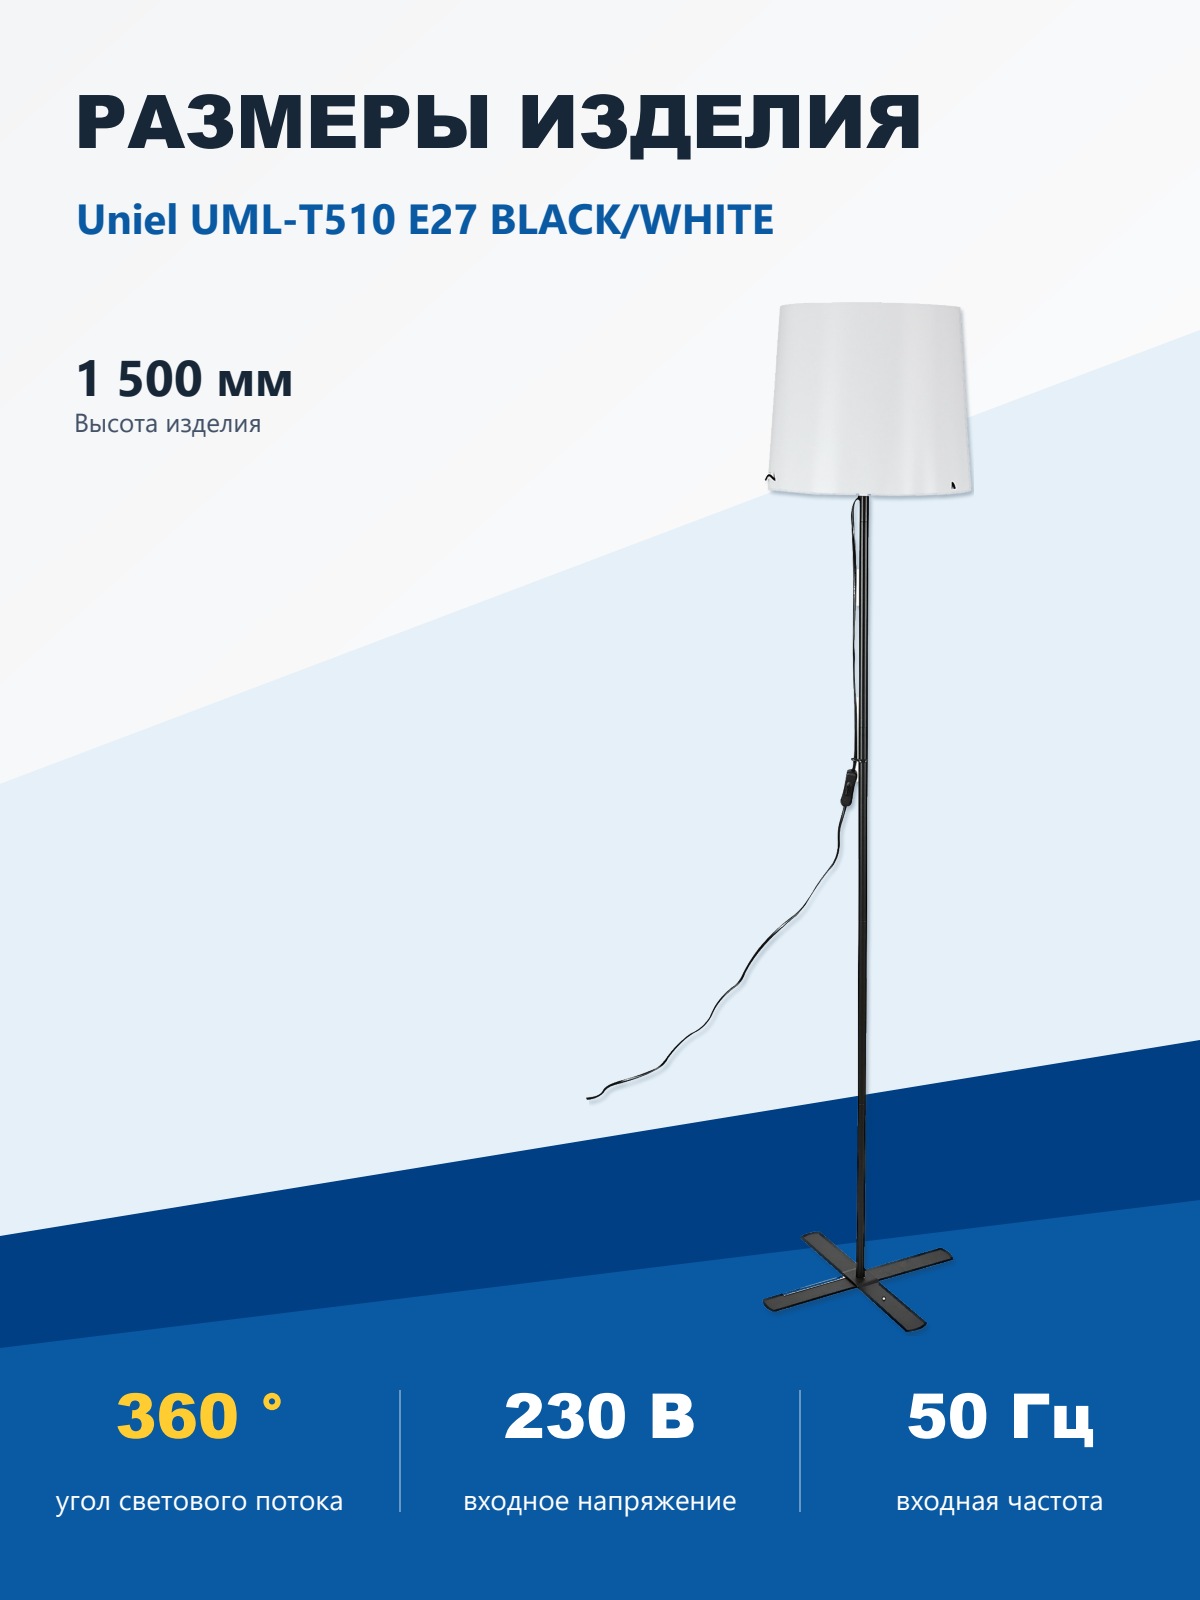 РАЗМЕРЫ ИЗДЕЛИЯ
Uniel UML-T510 E27 BLACK/WHITE
1 500 мм
Высота изделия
360 °
угол светового потока
230 В
входное напряжение
50 Гц
входная частота